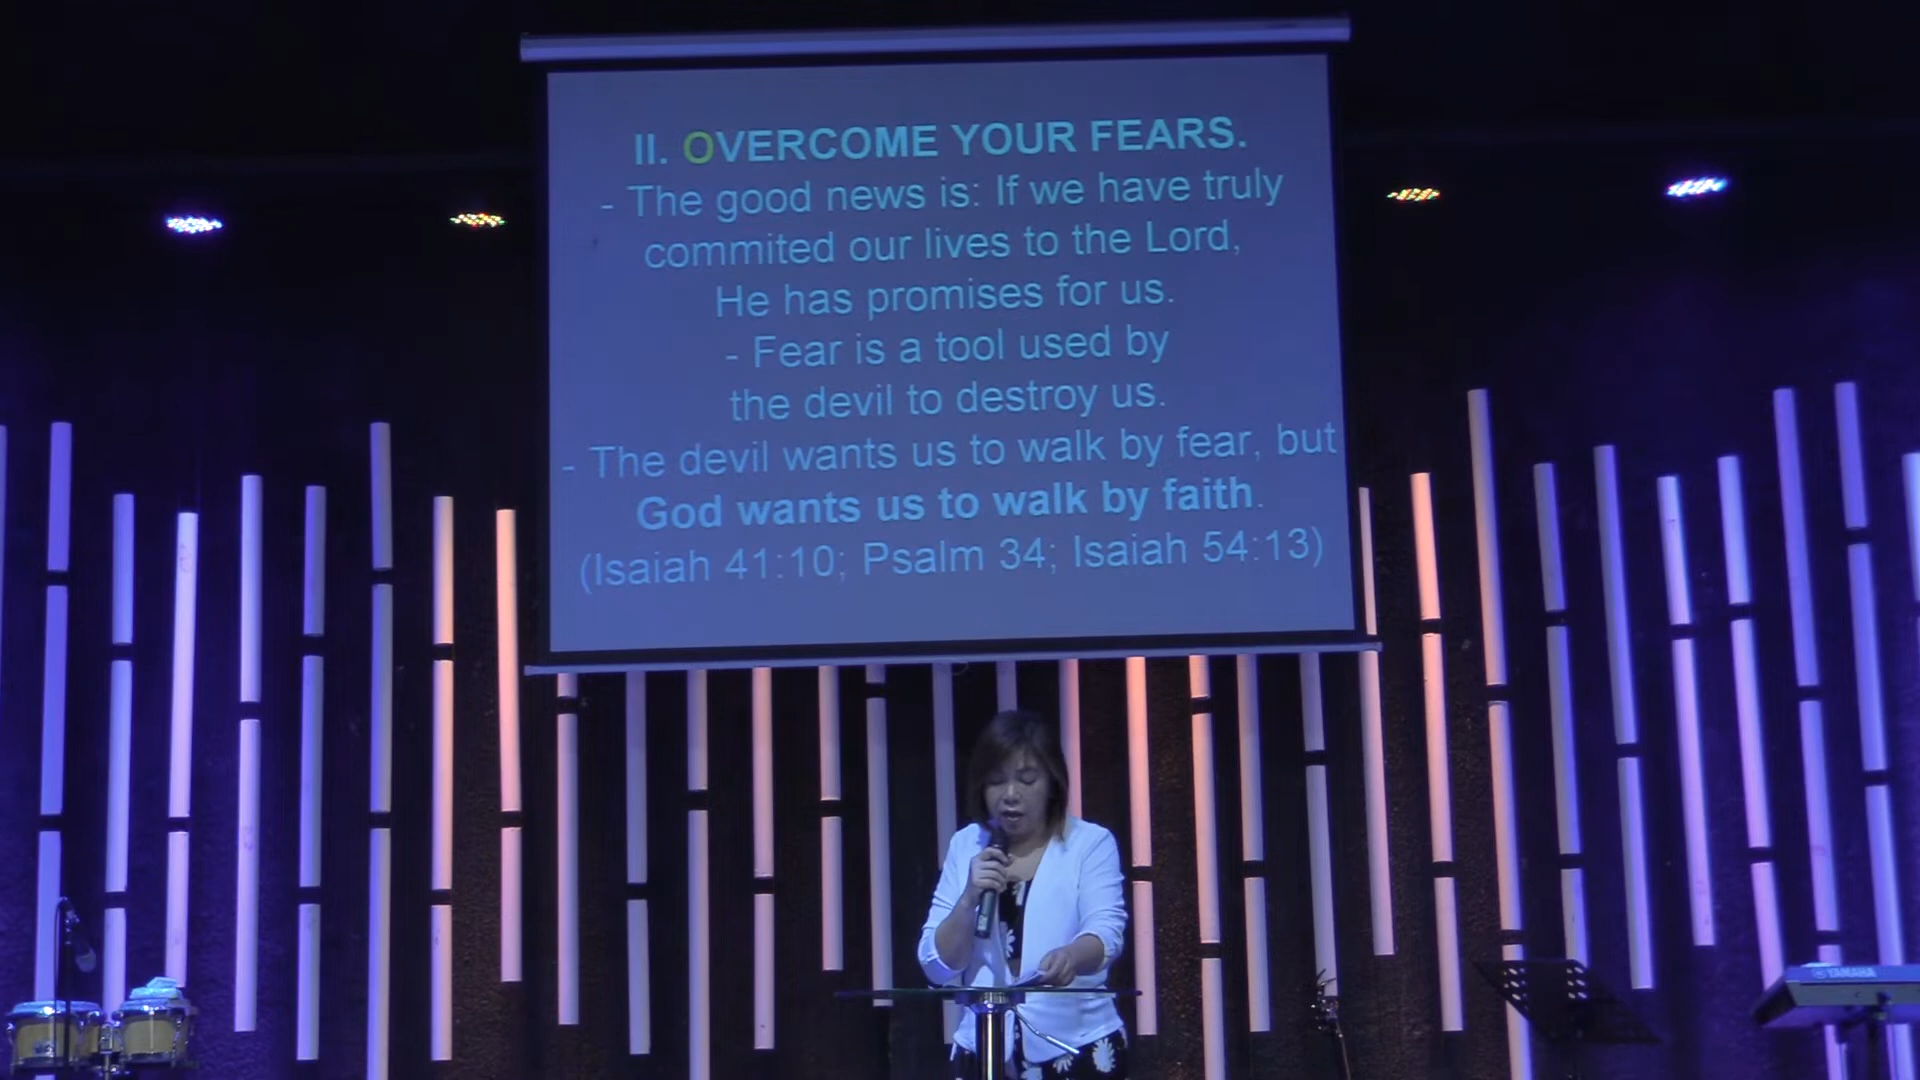 II. OVERCOME YOUR FEARS.
- The good news is: If we have truly
commited our lives to the Lord,
He has promises for us.
- Fear is a tool used by
the devil to destroy us.
- The devil wants us to walk by fear, but
God wants us to walk by faith.
(Isaiah 41:10; Psalm 34; Isaiah 54:13)
YAMAHA